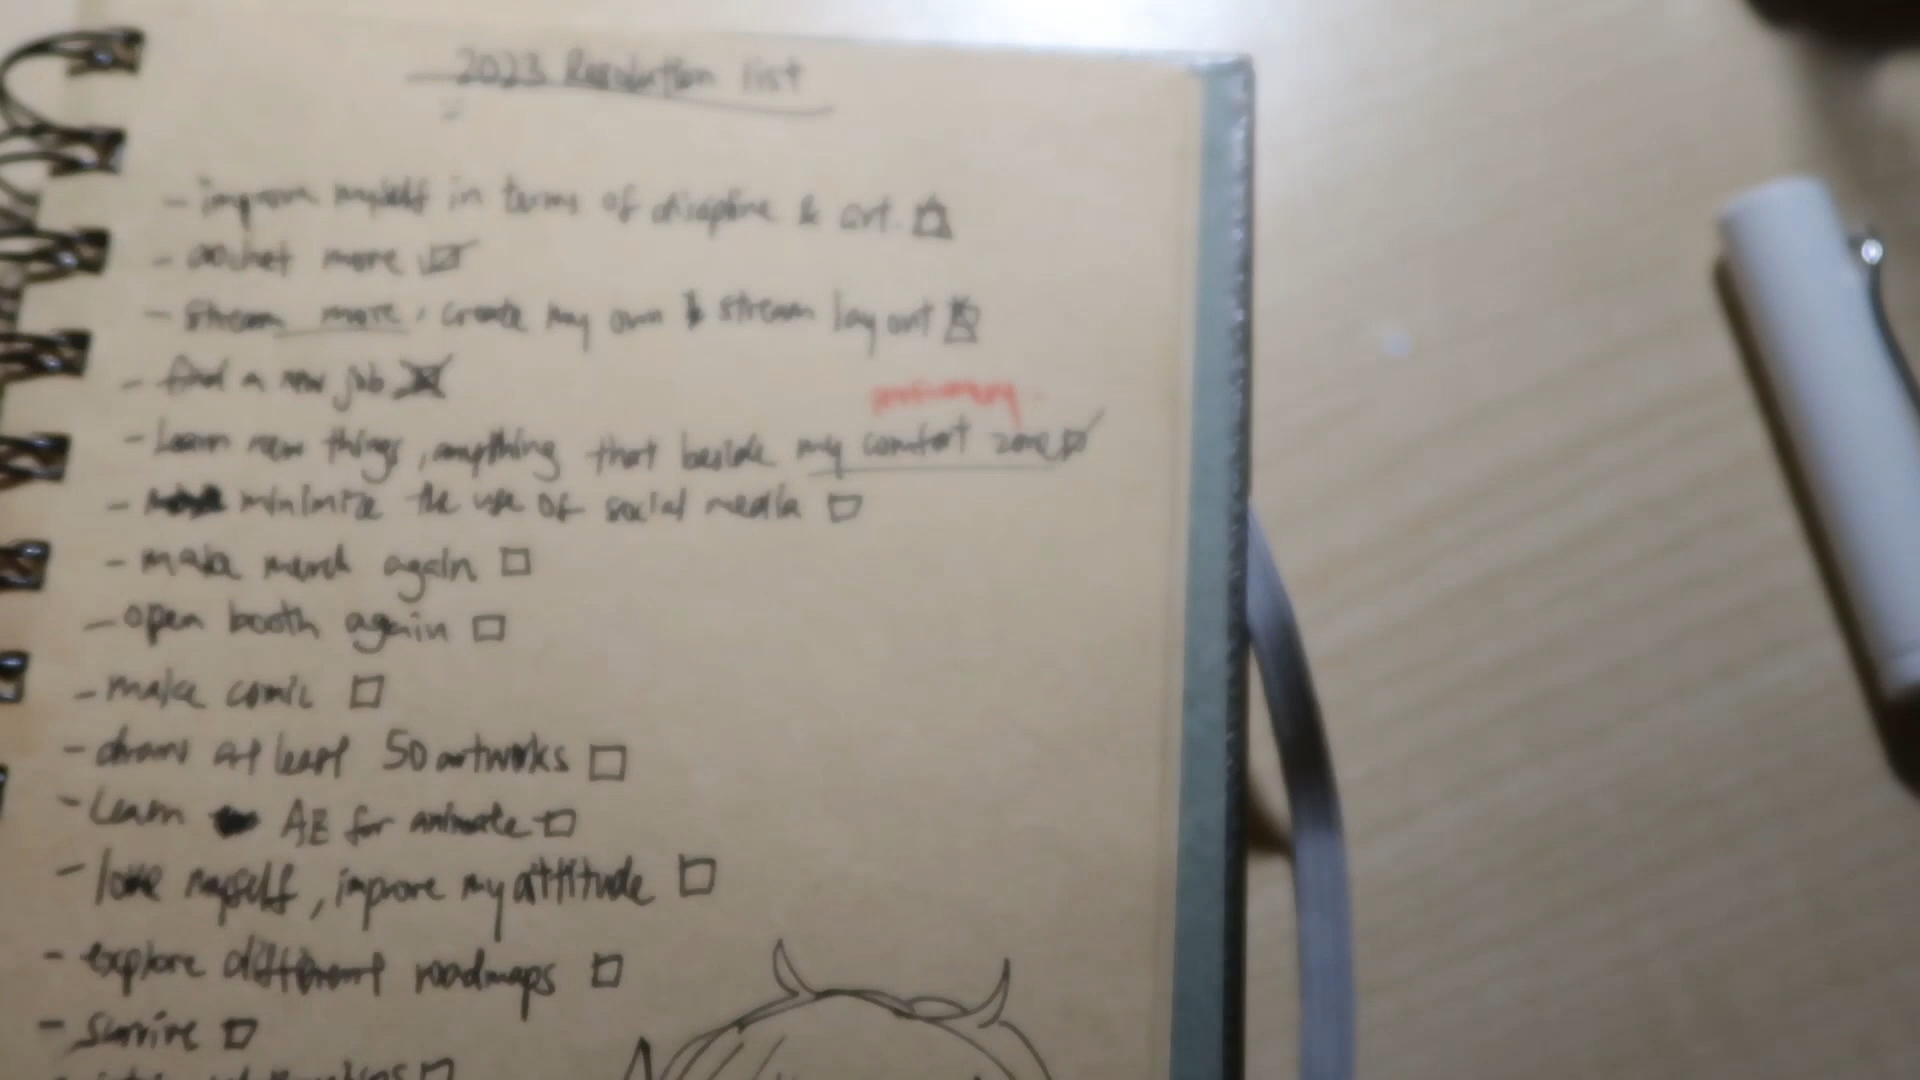 2023 Resolution list
- improve myself in terms of discipline & art.
- crochet more
- stream more, create my own stream layout
- find a new job
- Learn new things, anything that beside my comfort zone
- minimize the use of social media
- make merch again
- open booth again
- make comic
- draw at least 50 artworks
- Learn AE for animate
- love myself, improve my attitude
- explore different roadmaps
- survive